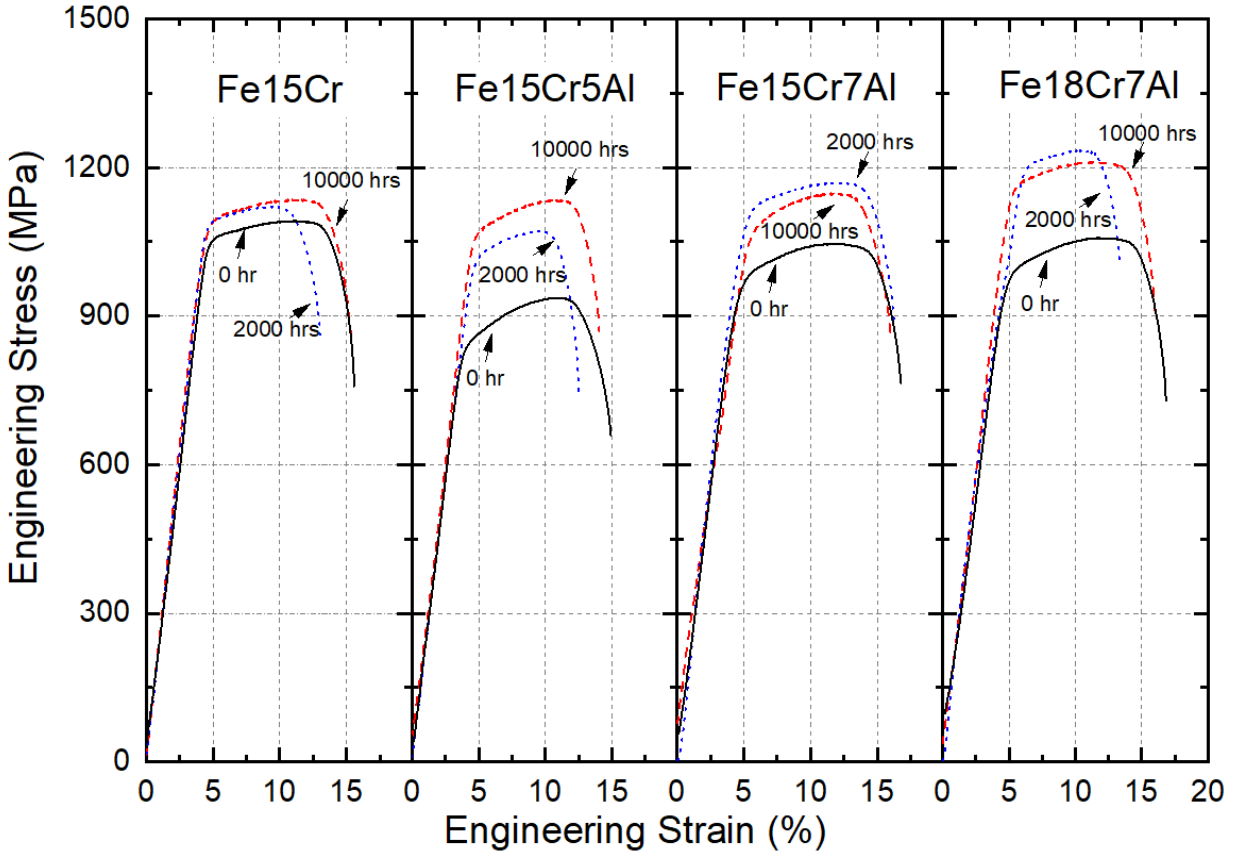 Engineering Stress (MPa)
1500
1200
900
600
300
0
Fe15Cr
10000 hrs
0 hr
2000 hrs
0 5 10 15
Fe15Cr5Al
10000 hrs
2000 hrs
0 hr
0 5 10 15
Fe15Cr7Al
2000 hrs
10000 hrs
0 hr
0 5 10 15
Fe18Cr7Al
10000 hrs
2000 hrs
0 hr
0 5 10 15 20
Engineering Strain (%)